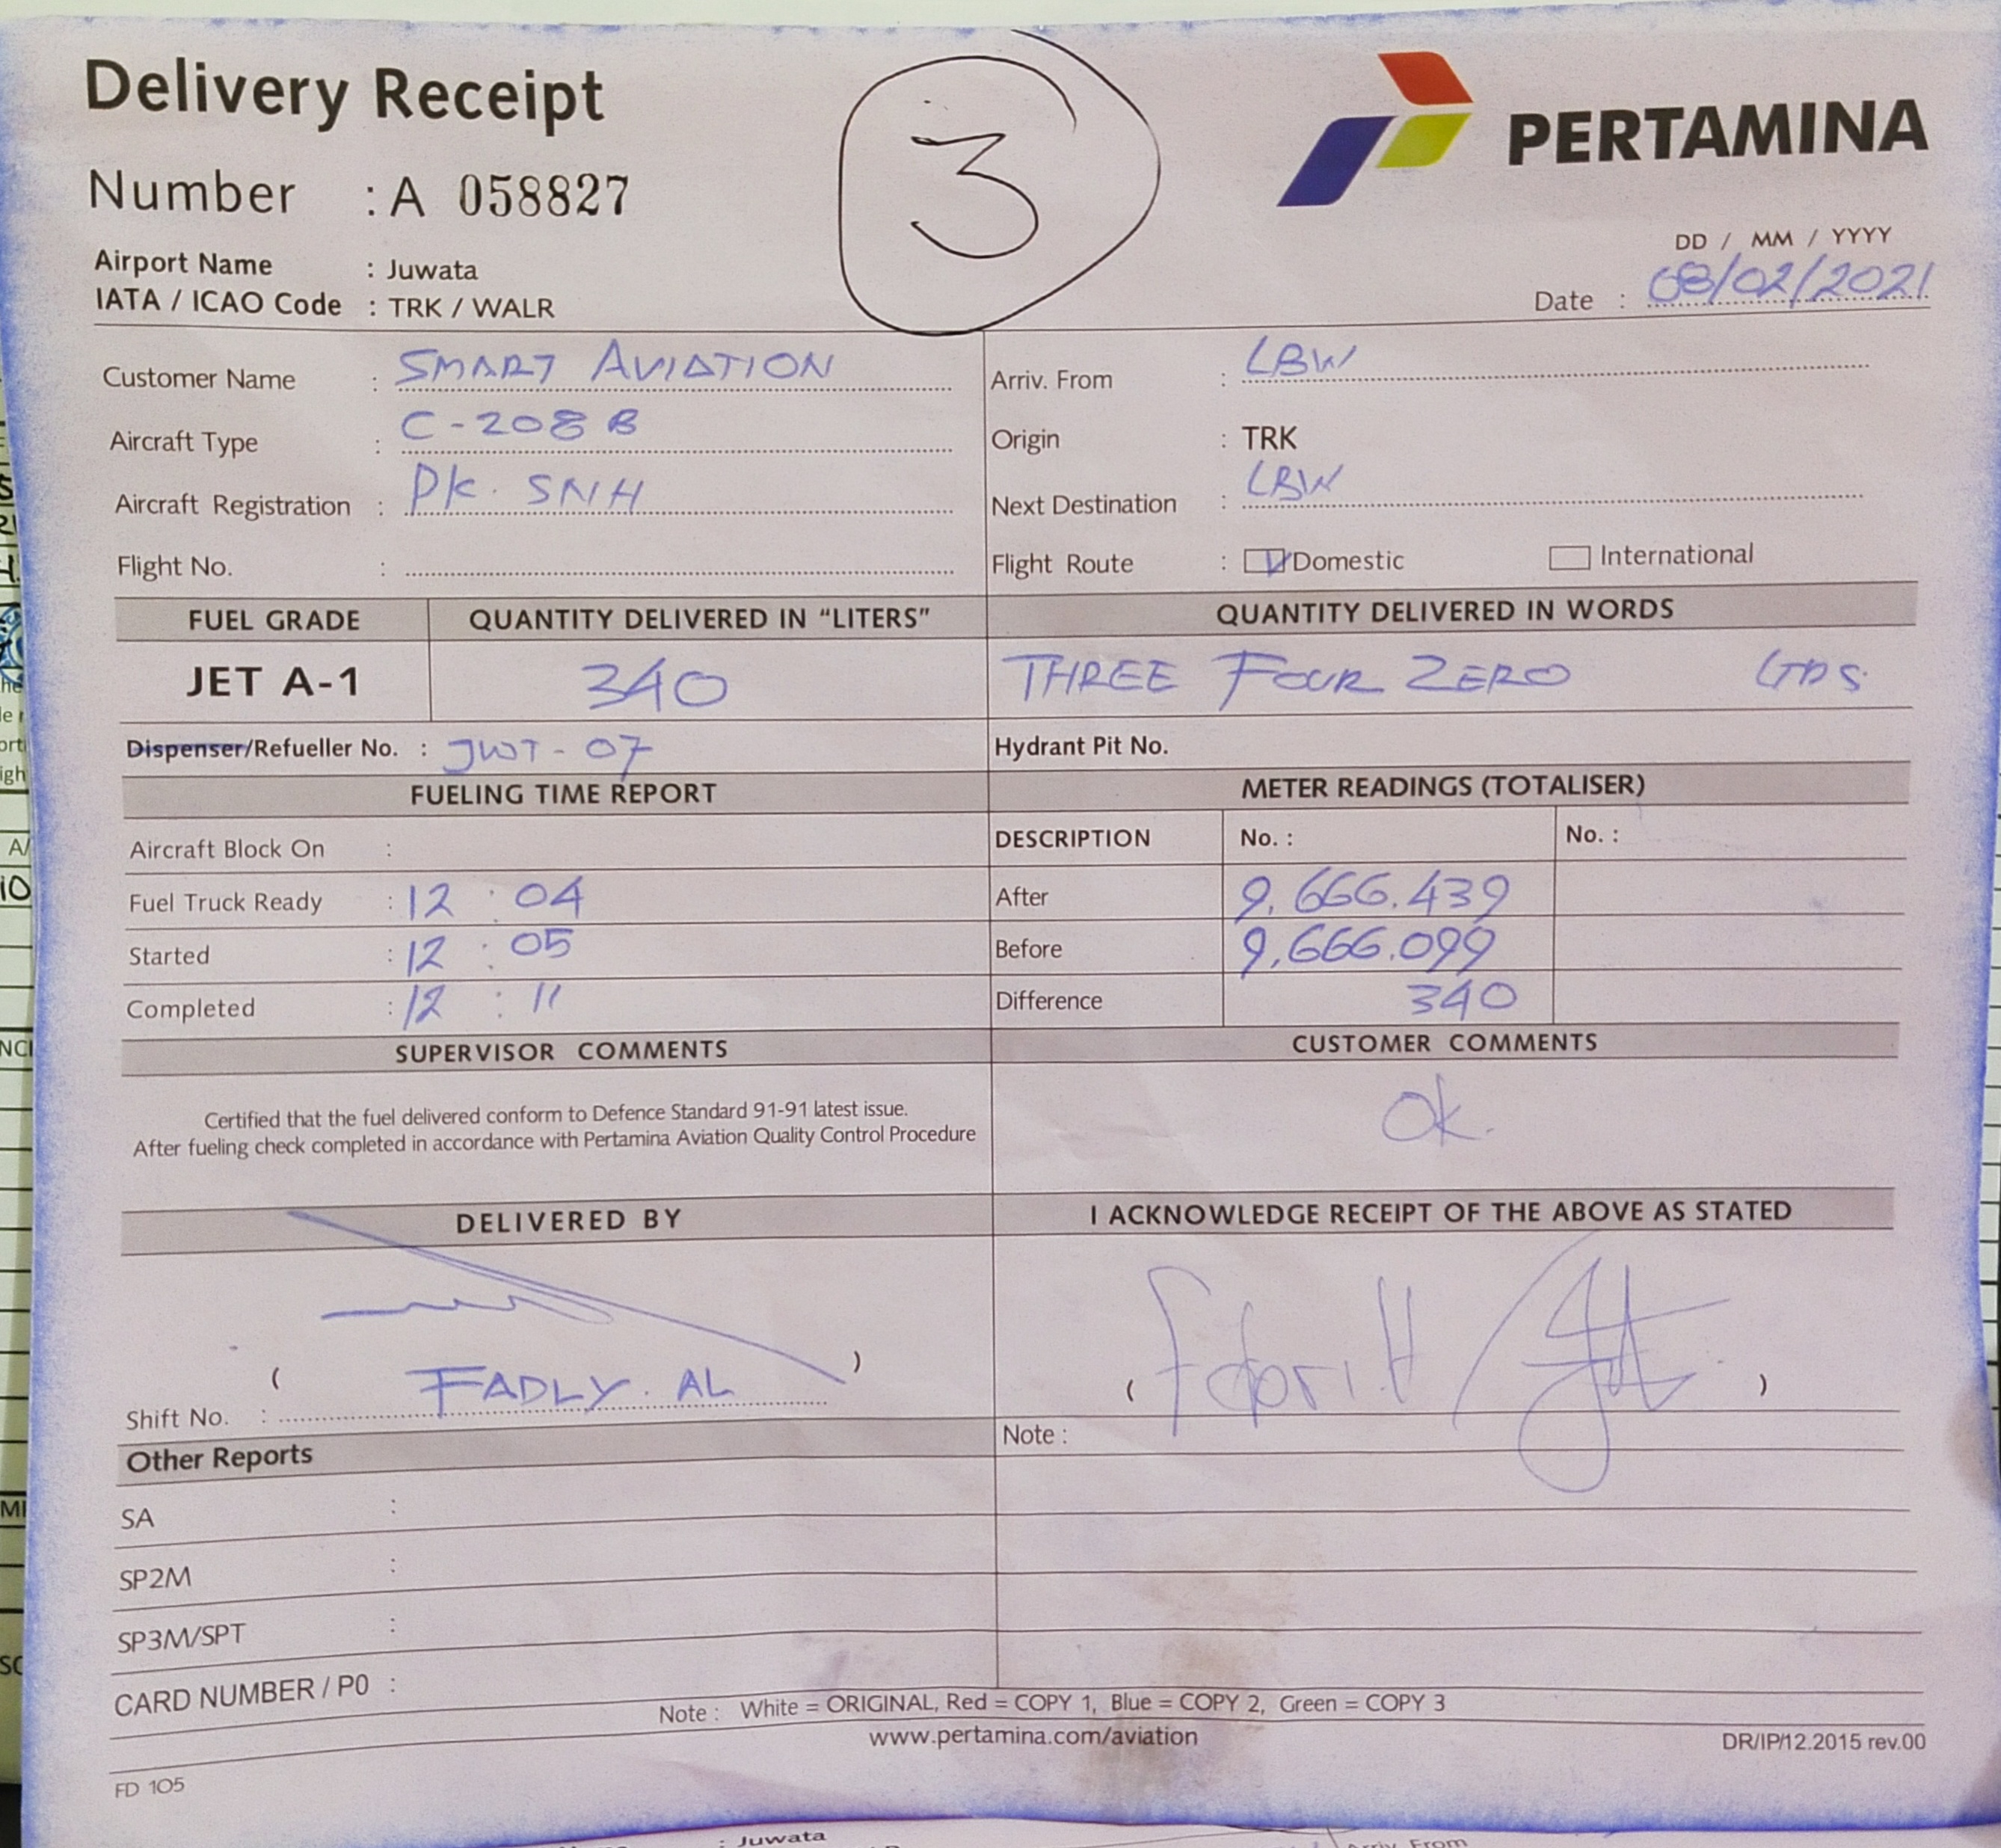 Delivery Receipt
3
PERTAMINA
Number : A 058827
DD / MM / YYYY
Date : 08/02/2021
Airport Name : Juwata
IATA / ICAO Code : TRK / WALR
Customer Name : SMART AVIATION
Arriv. From : LBW
Aircraft Type : C-208 B
Origin : TRK
Aircraft Registration : PK. SNH
Next Destination : LBW
Flight No. :
Flight Route : Domestic International
FUEL GRADE QUANTITY DELIVERED IN “LITERS” QUANTITY DELIVERED IN WORDS
JET A-1 340 THREE FOUR ZERO
Dispenser/Refueller No. : JWT - 07
Hydrant Pit No.
FUELING TIME REPORT METER READINGS (TOTALISER)
Aircraft Block On :
DESCRIPTION No. : No. :
Fuel Truck Ready : 12 : 04
After 9.666.439
Started : 12 : 05
Before 9.666.099
Completed : 12 : 11
Difference 340
SUPERVISOR COMMENTS CUSTOMER COMMENTS
Certified that the fuel delivered conform to Defence Standard 91-91 latest issue.
After fueling check completed in accordance with Pertamina Aviation Quality Control Procedure
Ok.
DELIVERED BY I ACKNOWLEDGE RECEIPT OF THE ABOVE AS STATED
( FADLY. AL )
( )
Shift No. :
Note :
Other Reports
SA :
SP2M :
SP3M/SPT :
CARD NUMBER / P0 :
Note : White = ORIGINAL, Red = COPY 1, Blue = COPY 2, Green = COPY 3
www.pertamina.com/aviation
DR/IP/12.2015 rev.00
FD 105
: Juwata
Arriv. From